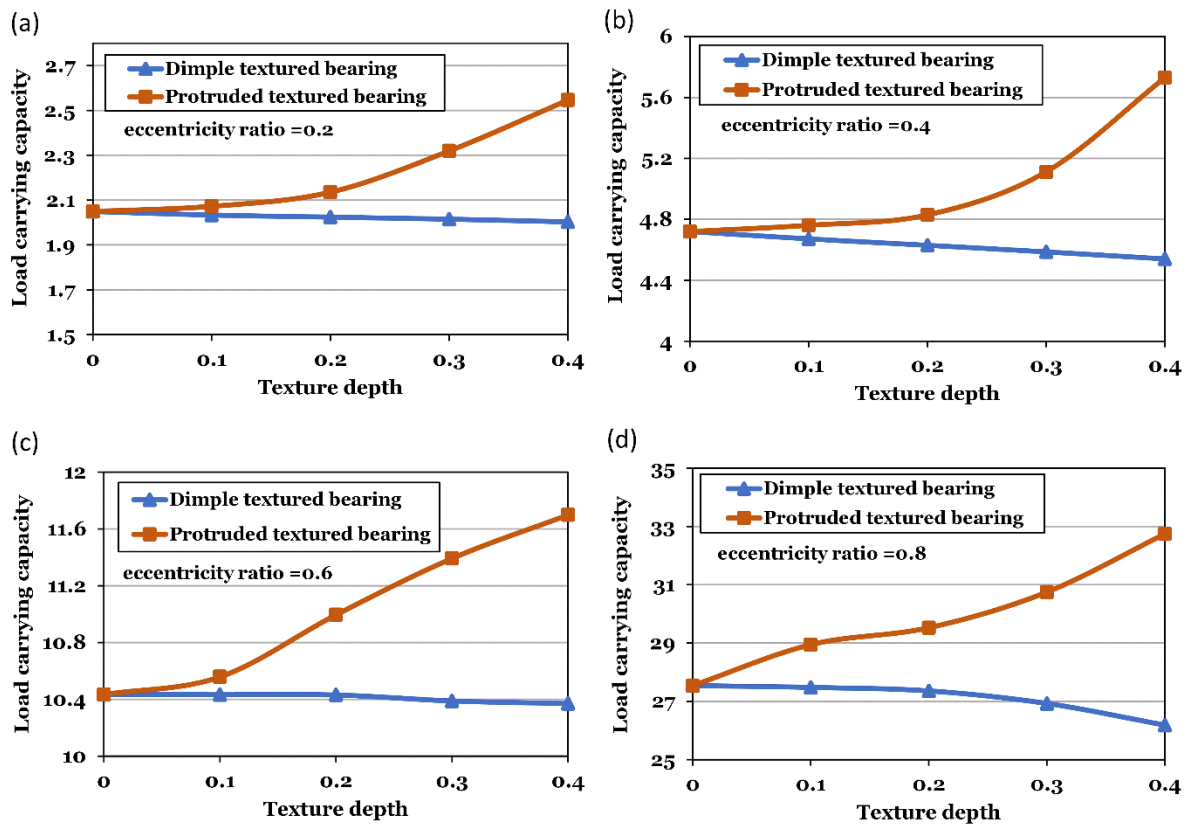 (a)
Load carrying capacity
2.7
2.5
2.3
2.1
1.9
1.7
1.5
Dimple textured bearing
Protruded textured bearing
eccentricity ratio =0.2
0 0.1 0.2 0.3 0.4
Texture depth
(b)
Load carrying capacity
6
5.6
5.2
4.8
4.4
4
Dimple textured bearing
Protruded textured bearing
eccentricity ratio =0.4
0 0.1 0.2 0.3 0.4
Texture depth
(c)
Load carrying capacity
12
11.6
11.2
10.8
10.4
10
Dimple textured bearing
Protruded textured bearing
eccentricity ratio =0.6
0 0.1 0.2 0.3 0.4
Texture depth
(d)
Load carrying capacity
35
33
31
29
27
25
Dimple textured bearing
Protruded textured bearing
eccentricity ratio =0.8
0 0.1 0.2 0.3 0.4
Texture depth